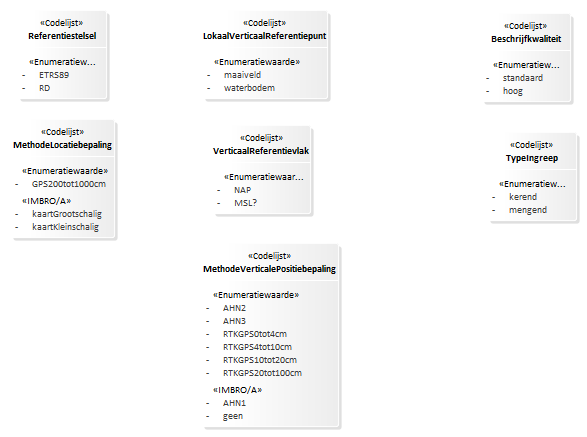 «Codelijst»
Referentiestelsel
«Enumeratiew...
- ETRS89
- RD
«Codelijst»
LokaalVerticaalReferentiepunt
«Enumeratiewaarde»
- maaiveld
- waterbodem
«Codelijst»
Beschrijfkwaliteit
«Enumeratiew...
- standaard
- hoog
«Codelijst»
MethodeLocatiebepaling
«Enumeratiewaarde»
- GPS200tot1000cm
«IMBRO/A»
- kaartGrootschalig
- kaartKleinschalig
«Codelijst»
VerticaalReferentievlak
«Enumeratiewaar...
- NAP
- MSL?
«Codelijst»
TypeIngreep
«Enumeratiew...
- kerend
- mengend
«Codelijst»
MethodeVerticalePositiebepaling
«Enumeratiewaarde»
- AHN2
- AHN3
- RTKGPS0tot4cm
- RTKGPS4tot10cm
- RTKGPS10tot20cm
- RTKGPS20tot100cm
«IMBRO/A»
- AHN1
- geen